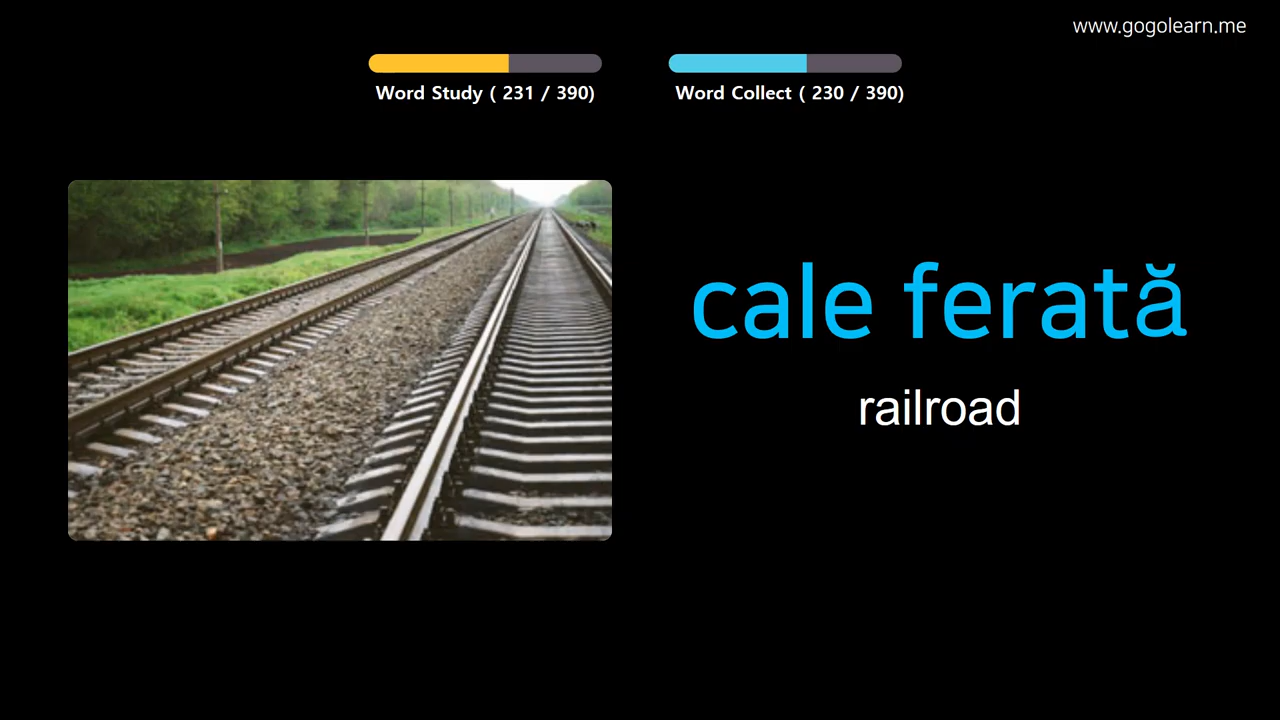 www.gogolearn.me
Word Study ( 231 / 390)
Word Collect ( 230 / 390)
cale ferată
railroad